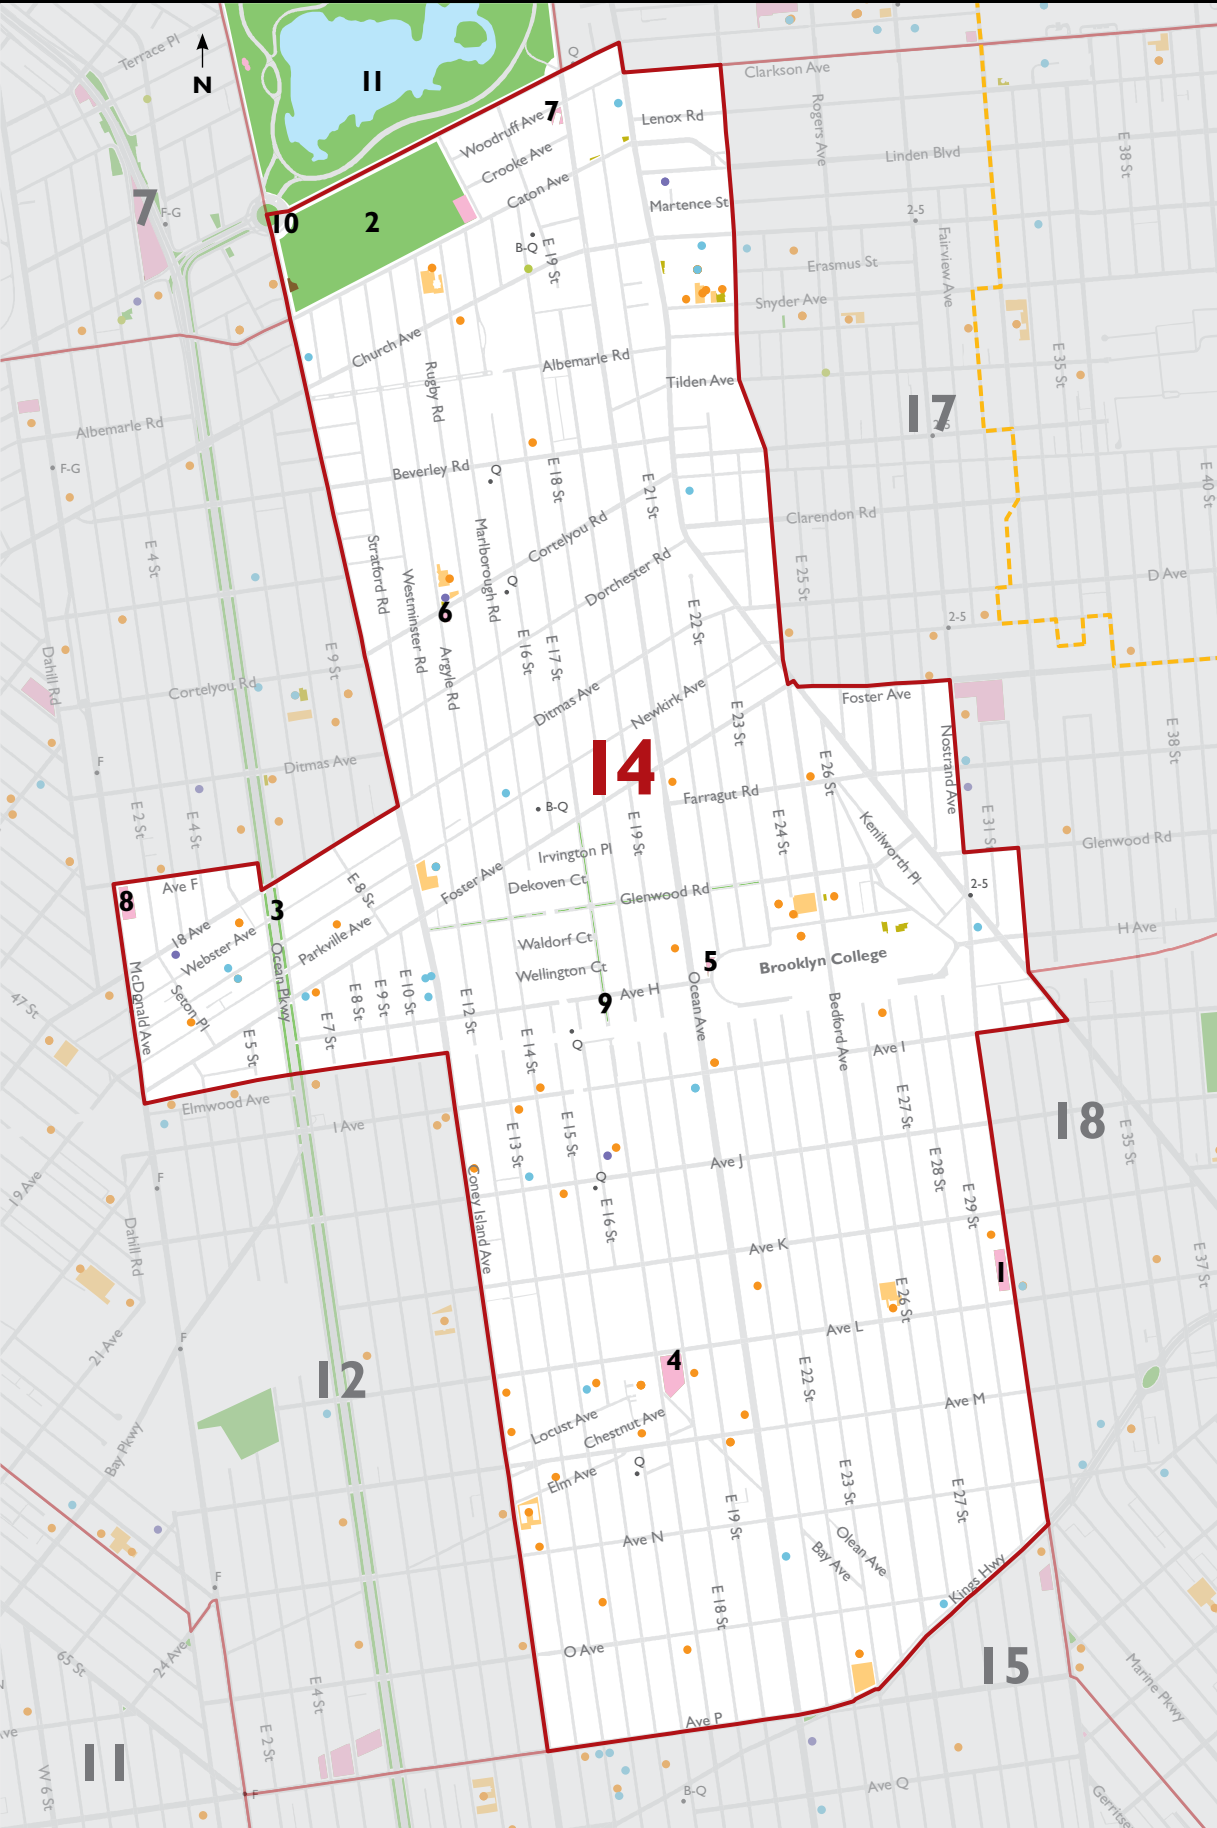 Terrace Pl
N
II
Q
Clarkson Ave
Rogers Ave
Linden Blvd
E 38 St
7
Woodruff Ave
Crooke Ave
Caton Ave
Lenox Rd
Martence St
7
F-G
10
2
B-Q
E 19 St
2-5
Fairview Ave
Erasmus St
Snyder Ave
Church Ave
Albemarle Rd
Rugby Rd
Tilden Ave
E 35 St
17
2-5
Albemarle Rd
F-G
Beverley Rd
Q
E 18 St
E 21 St
E 40 St
Clarendon Rd
Cortelyou Rd
Marlborough Rd
Stratford Rd
Westminster Rd
E 4 St
Dorchester Rd
Q
E 25 St
D Ave
6
E 22 St
2-5
E 16 St
E 17 St
Argyle Rd
E 9 St
Dahill Rd
Cortelyou Rd
Ditmas Ave
Newkirk Ave
Foster Ave
E 23 St
Nostrand Ave
E 38 St
F
Ditmas Ave
14
E 26 St
Farragut Rd
B-Q
E 2 St
E 4 St
E 19 St
E 24 St
Kenilworth Pl
E 31 St
Glenwood Rd
Irvington Pl
Dekoven Ct
Foster Ave
Glenwood Rd
2-5
Ave F
8
E 8 St
3
18 Ave
Webster Ave
Parkville Ave
Waldorf Ct
Wellington Ct
5
Brooklyn College
H Ave
McDonald Ave
Seton Pl
Ocean Pkwy
E 8 St
E 9 St
E 10 St
E 12 St
9
Ave H
Ocean Ave
Bedford Ave
47 St
E 5 St
E 7 St
E 14 St
Q
Ave I
Elmwood Ave
I Ave
E 13 St
E 15 St
E 27 St
18
E 35 St
Ave J
E 28 St
19 Ave
F
Q
Coney Island Ave
E 16 St
E 29 St
Dahill Rd
Ave K
E 37 St
1
E 26 St
21 Ave
F
Ave L
12
4
E 22 St
Ave M
Locust Ave
Chestnut Ave
Bay Pkwy
Q
Elm Ave
E 23 St
E 27 St
E 19 St
Ave N
Olean Ave
Bay Ave
Kings Hwy
F
E 18 St
65 St
24 Ave
O Ave
15
Marine Pkwy
E 4 St
Ave P
E 2 St
11
W 6 St
F
B-Q
Ave Q